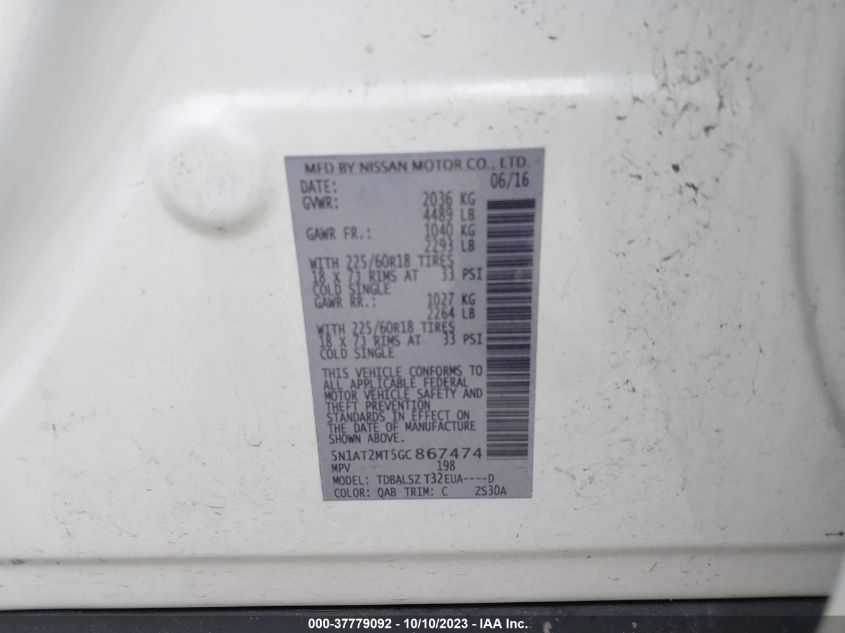 MFD BY NISSAN MOTOR CO., LTD.
DATE: 06/16
GVWR: 2036 KG
4489 LB
GAWR FR.: 1040 KG
2293 LB
WITH 225/60R18 TIRES
18 X 7J RIMS AT 33 PSI
COLD SINGLE
GAWR RR.: 1027 KG
2264 LB
WITH 225/60R18 TIRES
18 X 7J RIMS AT 33 PSI
COLD SINGLE
THIS VEHICLE CONFORMS TO
ALL APPLICABLE FEDERAL
MOTOR VEHICLE SAFETY AND
THEFT PREVENTION
STANDARDS IN EFFECT ON
THE DATE OF MANUFACTURE
SHOWN ABOVE.
5N1AT2MT5GC867474
MPV 198
MODEL: TDBALSZ T32EUA----D
COLOR: QAB TRIM: C ZS30A
000-37779092 - 10/10/2023 - IAA Inc.